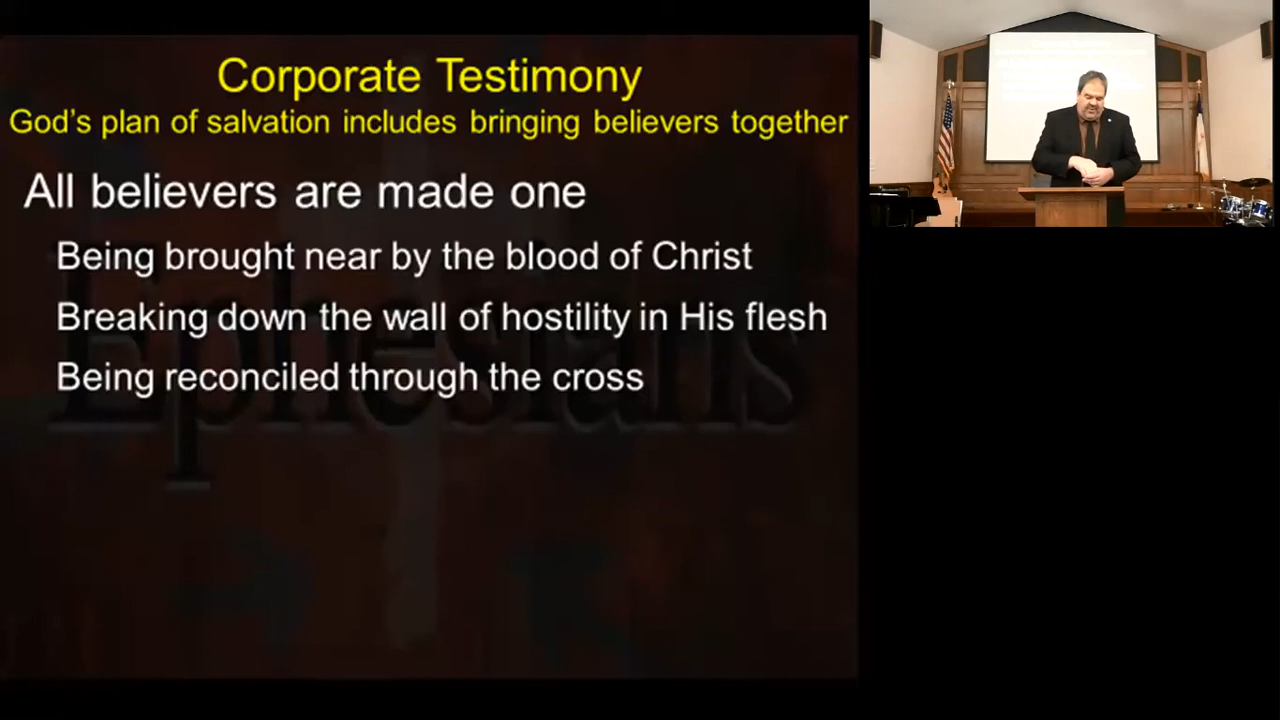 Corporate Testimony
God's plan of salvation includes bringing believers together
All believers are made one
Being brought near by the blood of Christ
Breaking down the wall of hostility in His flesh
Being reconciled through the cross
Ephesians